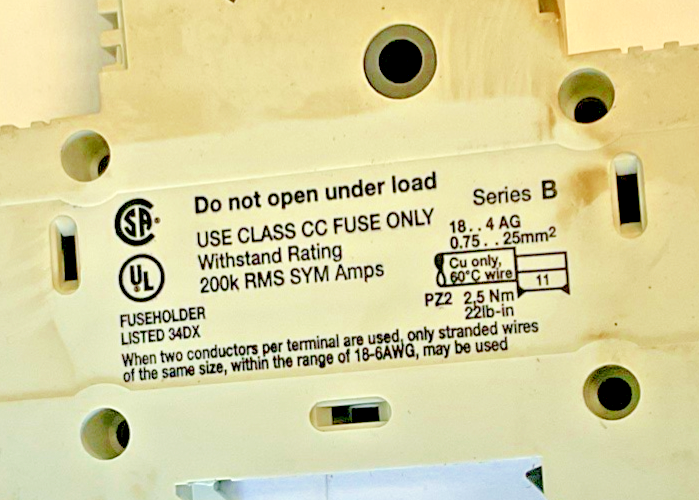 SA
UL
Do not open under load
USE CLASS CC FUSE ONLY
Withstand Rating
200k RMS SYM Amps
FUSEHOLDER
LISTED 34DX
Series B
18. . 4 AG
0.75. . 25mm2
Cu only,
60°C wire
11
PZ2 2,5 Nm
22lb-in
When two conductors per terminal are used, only stranded wires
of the same size, within the range of 18-6AWG, may be used